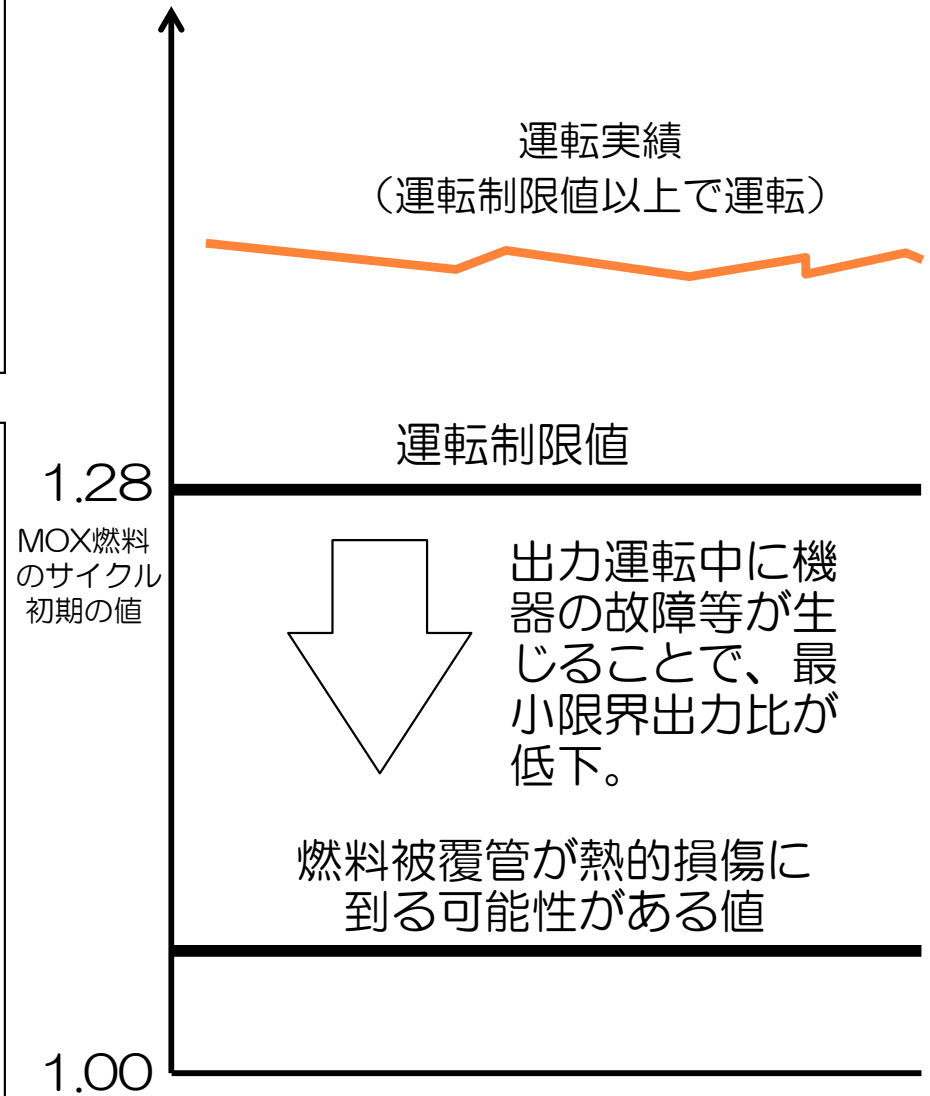 運転実績
（運転制限値以上で運転）
運転制限値
1.28
MOX燃料
のサイクル
初期の値
出力運転中に機
器の故障等が生
じることで、最
小限界出力比が
低下。
燃料被覆管が熱的損傷に
到る可能性がある値
1.00